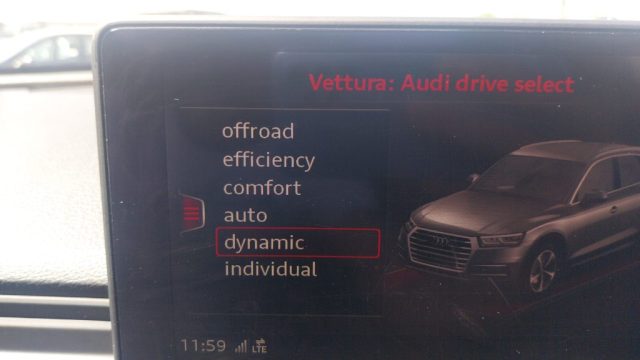 Vettura: Audi drive select
offroad
efficiency
comfort
auto
dynamic
individual
11:59 LTE